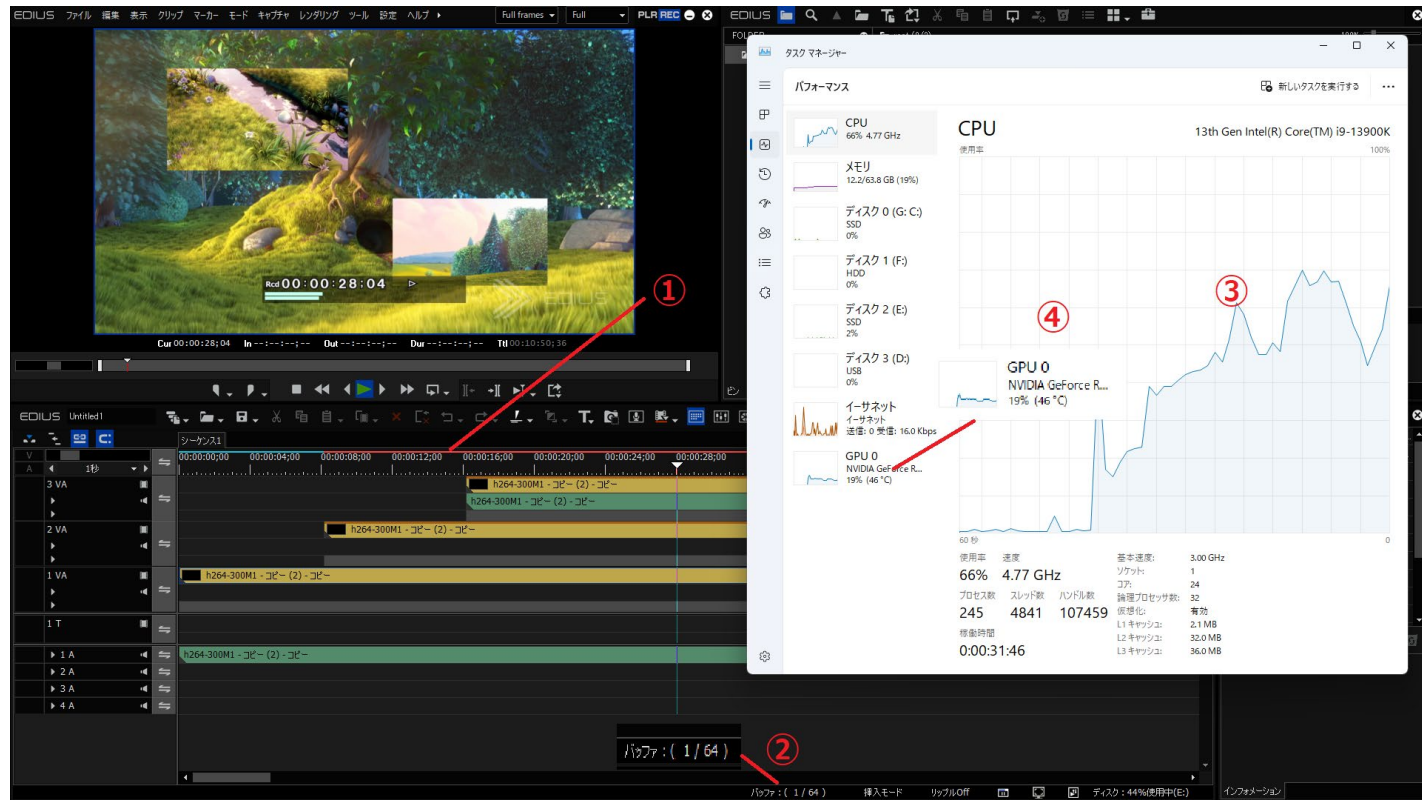 EDIUS ファイル 編集 表示 クリップ マーカー モード キャプチャ レンダリング ツール 設定 ヘルプ
Full frames
Full
PLR REC
Rcd 00:00:28:04
EDIUS
Cur 00:00:28;04 In --:--:--;-- Out --:--:--;-- Dur --:--:--;-- Ttl 00:10:50;36
①
EDIUS
FOLDER
タスク マネージャー
パフォーマンス
新しいタスクを実行する
CPU
66% 4.77 GHz
メモリ
12.2/63.8 GB (19%)
ディスク 0 (G: C:)
SSD
0%
ディスク 1 (F:)
HDD
0%
ディスク 2 (E:)
SSD
2%
ディスク 3 (D:)
USB
0%
イーサネット
イーサネット
送信: 0 受信: 16.0 Kbps
GPU 0
NVIDIA GeForce R...
19% (46 °C)
CPU
13th Gen Intel(R) Core(TM) i9-13900K
使用率
100%
③
④
GPU 0
NVIDIA GeForce R...
19% (46 °C)
60 秒
0
使用率 速度
66% 4.77 GHz
プロセス数 スレッド数 ハンドル数
245 4841 107459
稼働時間
0:00:31:46
基本速度: 3.00 GHz
ソケット: 1
コア: 24
論理プロセッサ数: 32
仮想化: 有効
L1 キャッシュ: 2.1 MB
L2 キャッシュ: 32.0 MB
L3 キャッシュ: 36.0 MB
EDIUS Untitled1
シーケンス1
V
A
1秒
00:00:00;00 00:00:04;00 00:00:08;00 00:00:12;00 00:00:16;00 00:00:20;00 00:00:24;00 00:00:28;00
3 VA
h264-300M1 - コピー (2) - コピー
h264-300M1 - コピー (2) - コピー
2 VA
h264-300M1 - コピー (2) - コピー
1 VA
h264-300M1 - コピー (2) - コピー
1 T
1 A
h264-300M1 - コピー (2) - コピー
2 A
3 A
4 A
バッファ : ( 1 / 64 )
②
バッファ : ( 1 / 64 ) 挿入モード リップルOff ディスク : 44%使用中(E:)
インフォメーション